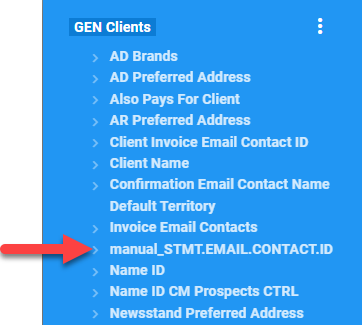 GEN Clients
AD Brands
AD Preferred Address
Also Pays For Client
AR Preferred Address
Client Invoice Email Contact ID
Client Name
Confirmation Email Contact Name
Default Territory
Invoice Email Contacts
manual_STMT.EMAIL.CONTACT.ID
Name ID
Name ID CM Prospects CTRL
Newsstand Preferred Address